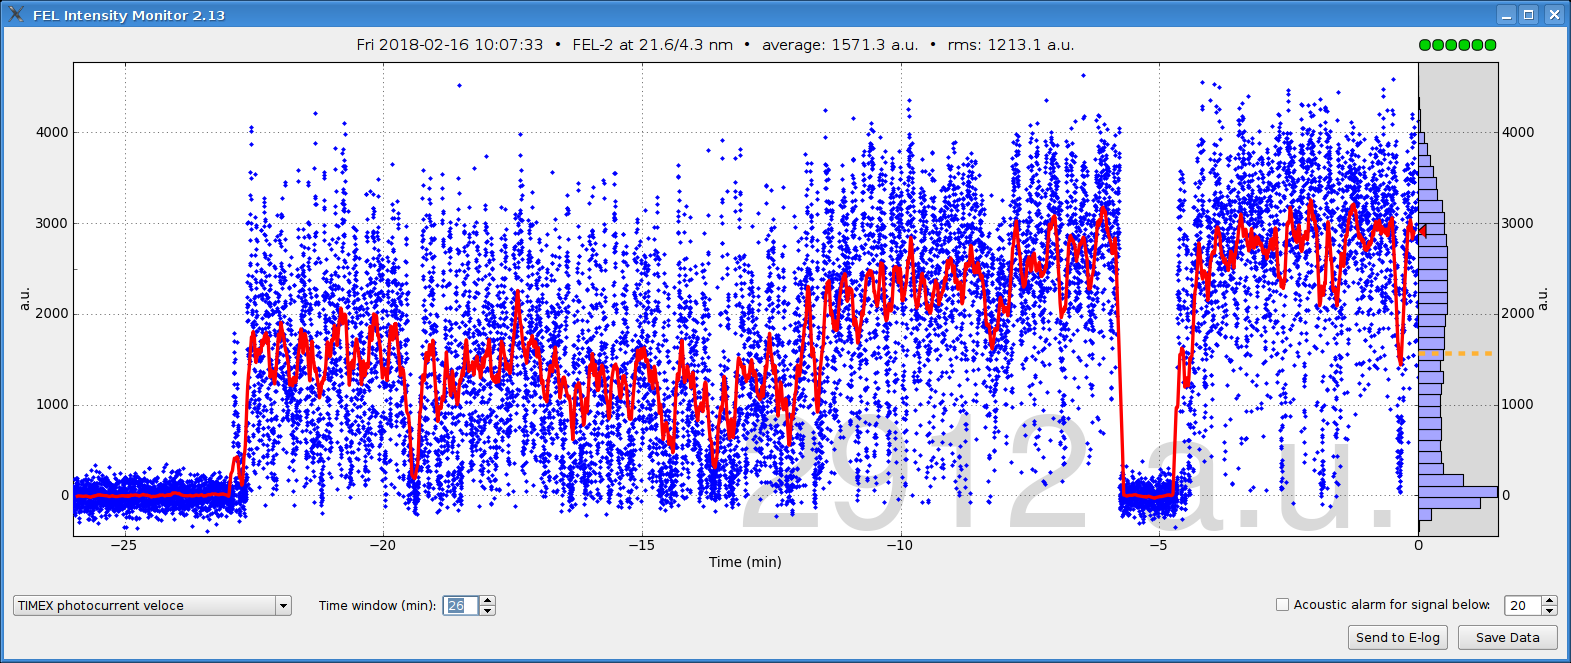 FEL Intensity Monitor 2.13
Fri 2018-02-16 10:07:33 • FEL-2 at 21.6/4.3 nm • average: 1571.3 a.u. • rms: 1213.1 a.u.
4000
3000
2000
1000
0
a.u.
2912 a.u.
4000
3000
2000
1000
0
a.u.
−25 −20 −15 −10 −5 0
Time (min)
TIMEX photocurrent veloce Time window (min): 26 Acoustic alarm for signal below: 20
Send to E-log Save Data